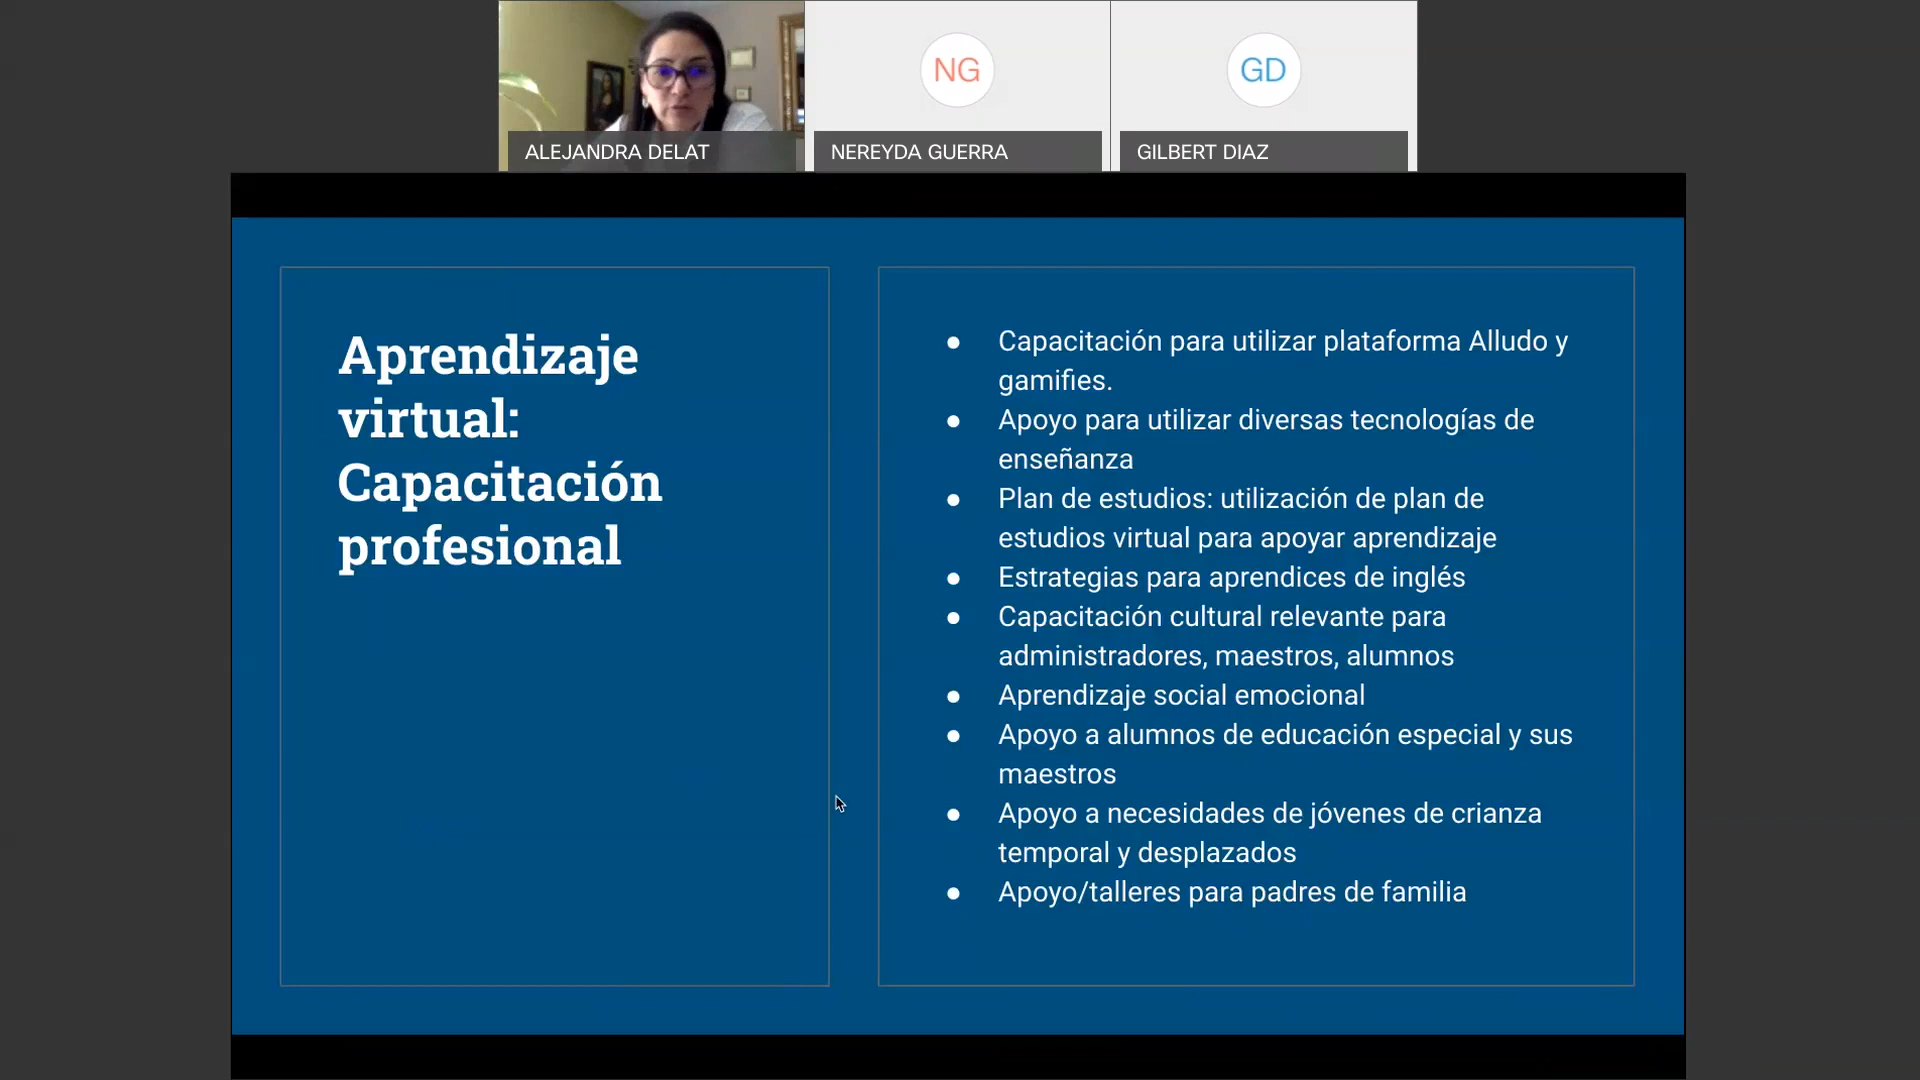 NG
GD
ALEJANDRA DELAT
NEREYDA GUERRA
GILBERT DIAZ
Aprendizaje
virtual:
Capacitación
profesional
● Capacitación para utilizar plataforma Alludo y
gamifies.
● Apoyo para utilizar diversas tecnologías de
enseñanza
● Plan de estudios: utilización de plan de
estudios virtual para apoyar aprendizaje
● Estrategias para aprendices de inglés
● Capacitación cultural relevante para
administradores, maestros, alumnos
● Aprendizaje social emocional
● Apoyo a alumnos de educación especial y sus
maestros
● Apoyo a necesidades de jóvenes de crianza
temporal y desplazados
● Apoyo/talleres para padres de familia